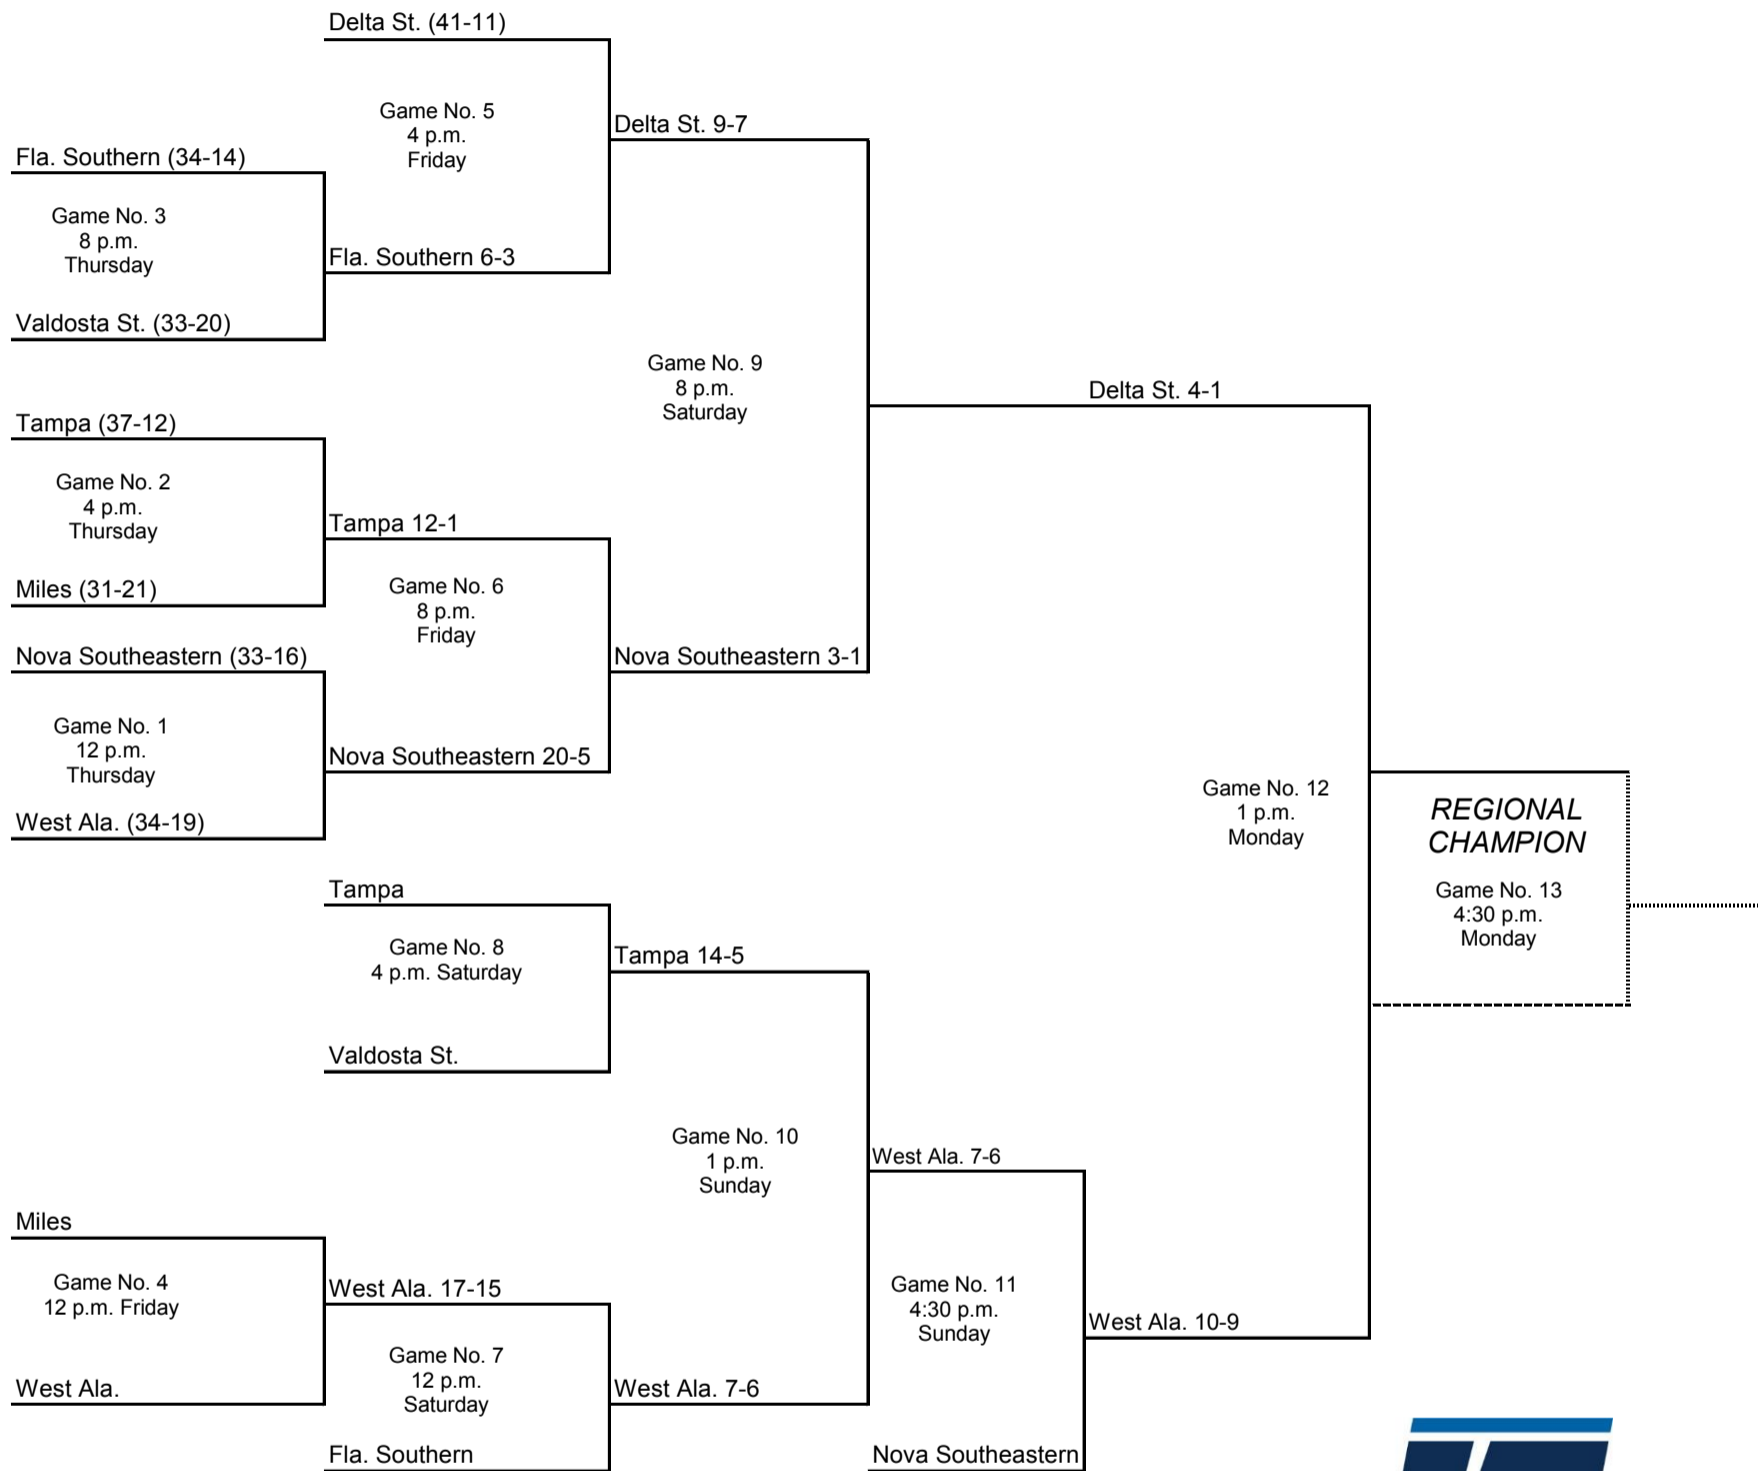 Delta St. (41-11)
Game No. 5
4 p.m.
Friday
Delta St. 9-7
Fla. Southern (34-14)
Game No. 3
8 p.m.
Thursday
Fla. Southern 6-3
Valdosta St. (33-20)
Game No. 9
8 p.m.
Saturday
Delta St. 4-1
Tampa (37-12)
Game No. 2
4 p.m.
Thursday
Tampa 12-1
Miles (31-21)
Game No. 6
8 p.m.
Friday
Nova Southeastern (33-16)
Nova Southeastern 3-1
Game No. 1
12 p.m.
Thursday
Nova Southeastern 20-5
West Ala. (34-19)
Game No. 12
1 p.m.
Monday
REGIONAL
CHAMPION
Game No. 13
4:30 p.m.
Monday
Tampa
Game No. 8
4 p.m. Saturday
Tampa 14-5
Valdosta St.
Game No. 10
1 p.m.
Sunday
West Ala. 7-6
Miles
Game No. 4
12 p.m. Friday
West Ala. 17-15
Game No. 11
4:30 p.m.
Sunday
West Ala. 10-9
West Ala.
Game No. 7
12 p.m.
Saturday
West Ala. 7-6
Fla. Southern
Nova Southeastern